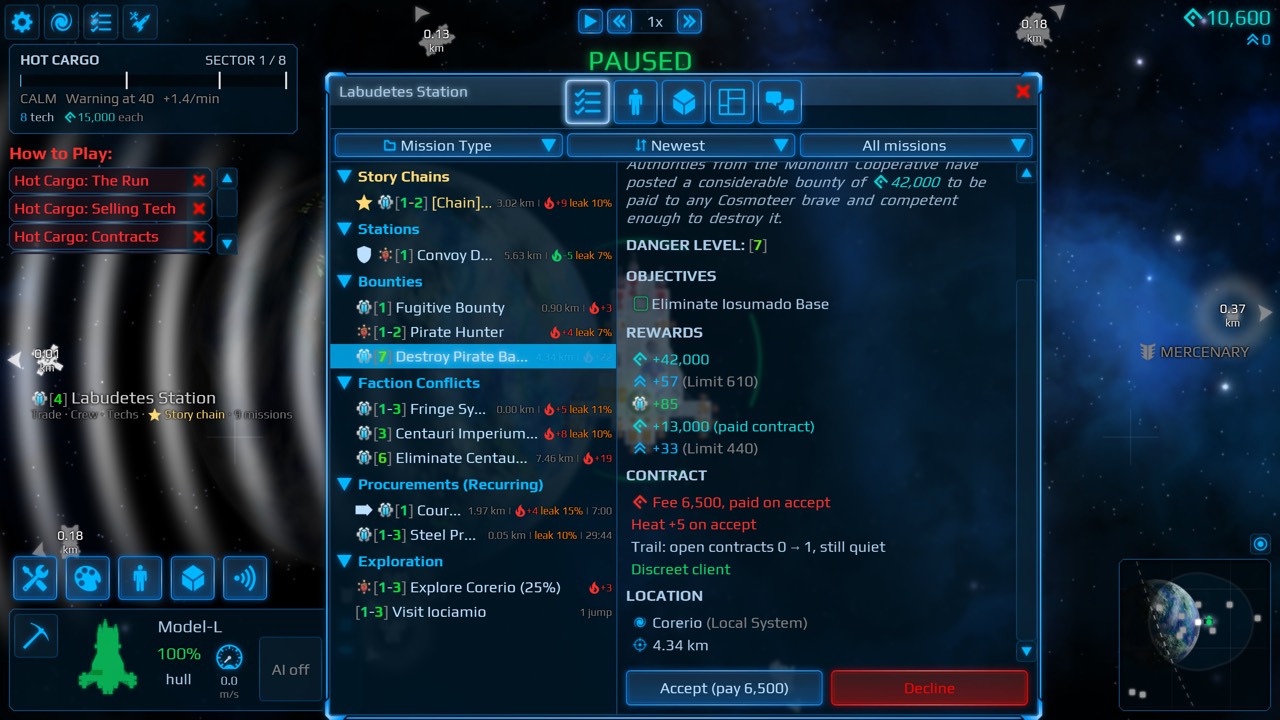 HOT CARGO SECTOR 1 / 8
CALM Warning at 40 +1.4/min
8 tech 15,000 each
How to Play:
Hot Cargo: The Run
Hot Cargo: Selling Tech
Hot Cargo: Contracts
0.13
km
1x
PAUSED
0.18
km
10,600
0
Labudetes Station
Mission Type
Newest
All missions
Story Chains
[1-2] [Chain]... 3.02 km | +9 leak 10%
Stations
[1] Convoy D... 5.63 km | -5 leak 7%
Bounties
[1] Fugitive Bounty 0.90 km | +3
[1-2] Pirate Hunter +4 leak 7%
[7] Destroy Pirate Ba... 4.34 km
Faction Conflicts
[1-3] Fringe Sy... 0.00 km | +5 leak 11%
[3] Centauri Imperium... +8 leak 10%
[6] Eliminate Centau... 7.46 km | +19
Procurements (Recurring)
[1] Cour... 1.97 km | +4 leak 15% | 7:00
[1-3] Steel Pr... 0.05 km | leak 10% | 29:44
Exploration
[1-3] Explore Corerio (25%) +3
[1-3] Visit Iociamio 1 jump
Authorities from the Monolith Cooperative have
posted a considerable bounty of 42,000 to be
paid to any Cosmoteer brave and competent
enough to destroy it.
DANGER LEVEL: [7]
OBJECTIVES
Eliminate Iosumado Base
REWARDS
+42,000
+57 (Limit 610)
+85
+13,000 (paid contract)
+33 (Limit 440)
CONTRACT
Fee 6,500, paid on accept
Heat +5 on accept
Trail: open contracts 0 → 1, still quiet
Discreet client
LOCATION
Corerio (Local System)
4.34 km
Accept (pay 6,500)
Decline
0.01
km
[4] Labudetes Station
Trade · Crew · Techs · Story chain · 9 missions
0.18
km
0.37
km
MERCENARY
Model-L
100%
hull
0.0
m/s
AI off